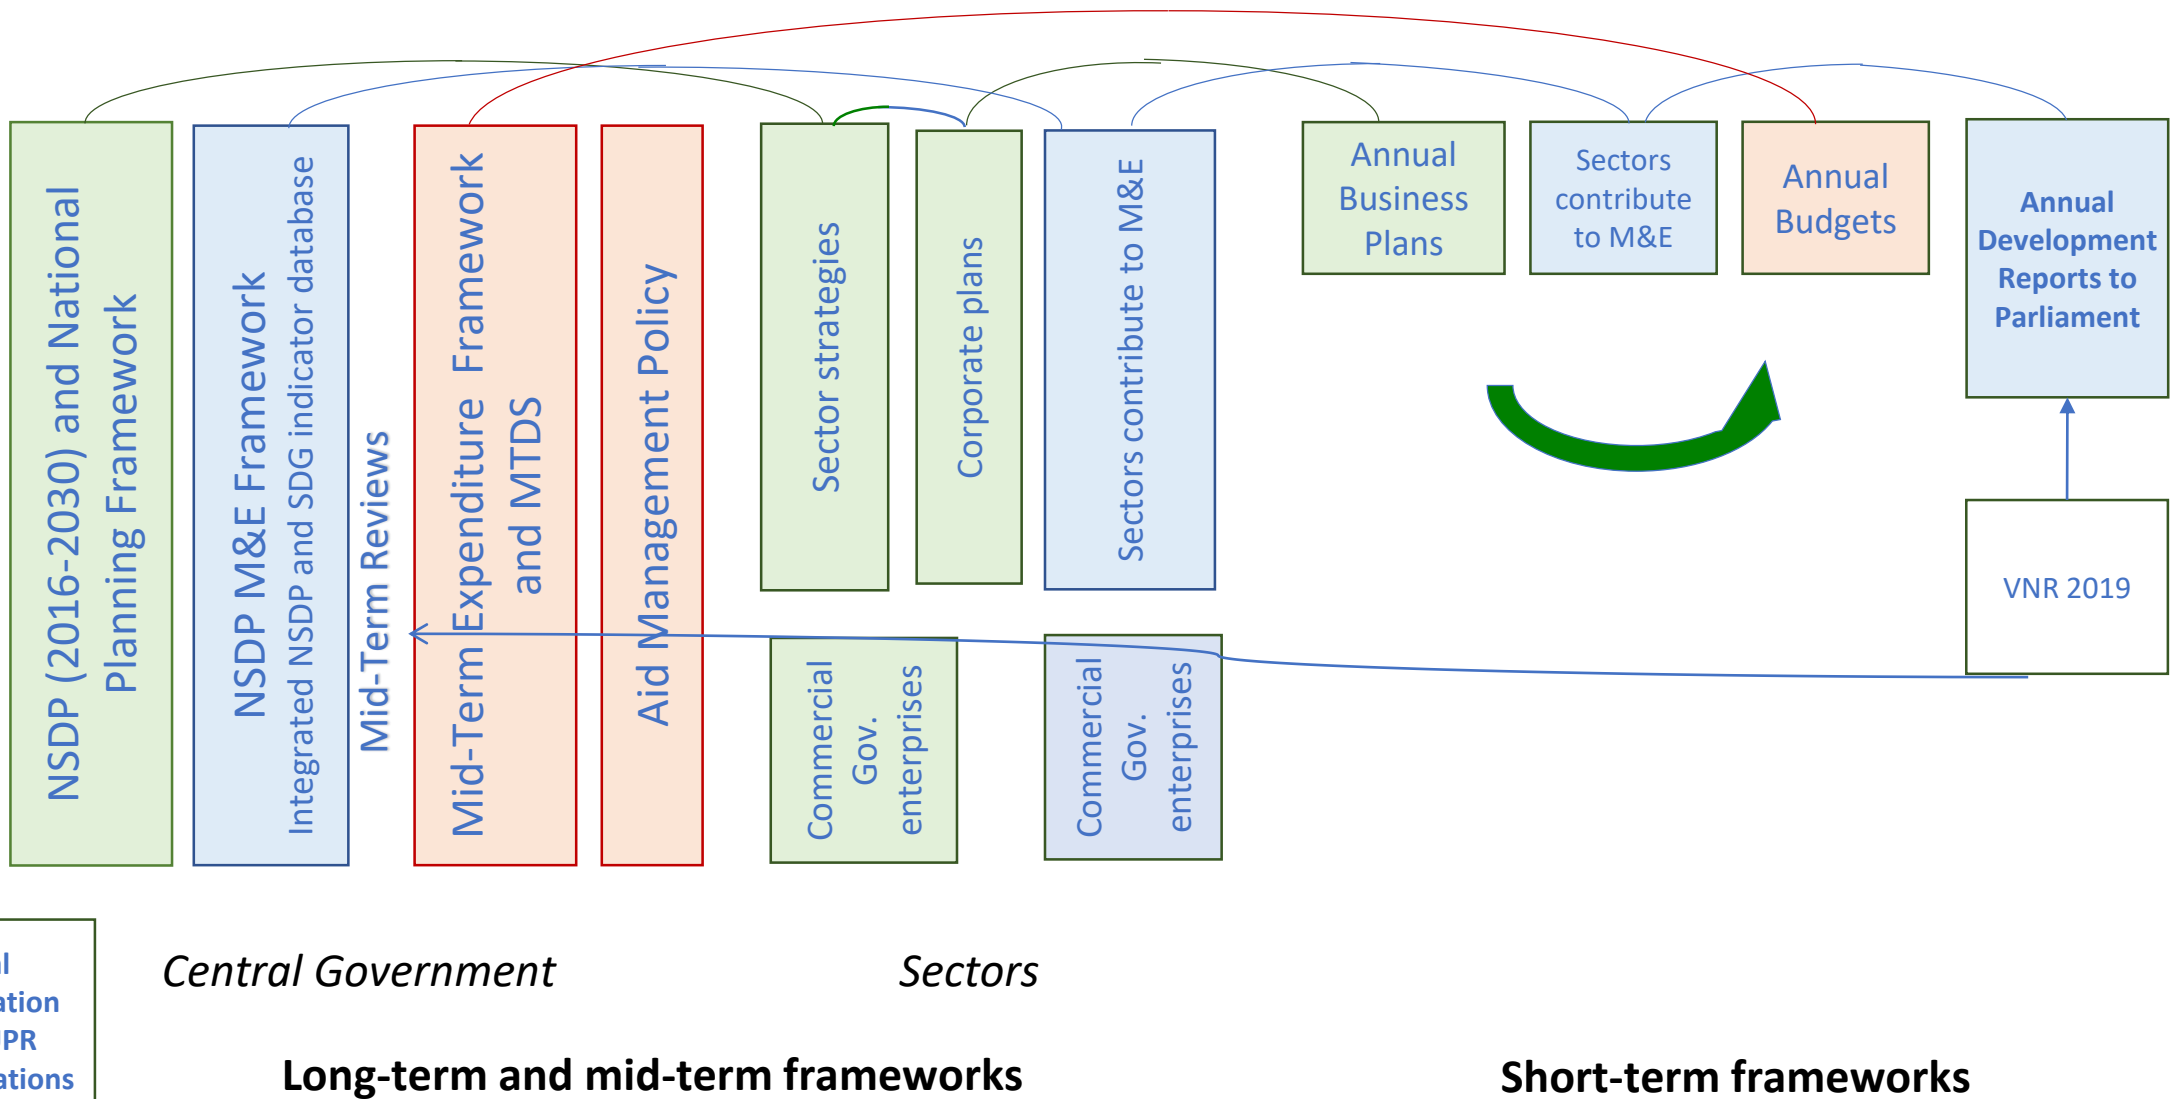 NSDP (2016-2030) and National
Planning Framework
NSDP M&E Framework
Integrated NSDP and SDG indicator database
Mid-Term Reviews
Mid-Term Expenditure Framework
and MTDS
Aid Management Policy
Sector strategies
Corporate plans
Sectors contribute to M&E
Commercial
Gov.
enterprises
Commercial
Gov.
enterprises
Annual
Business
Plans
Sectors
contribute
to M&E
Annual
Budgets
Annual
Development
Reports to
Parliament
VNR 2019
Central Government
Sectors
Long-term and mid-term frameworks
Short-term frameworks